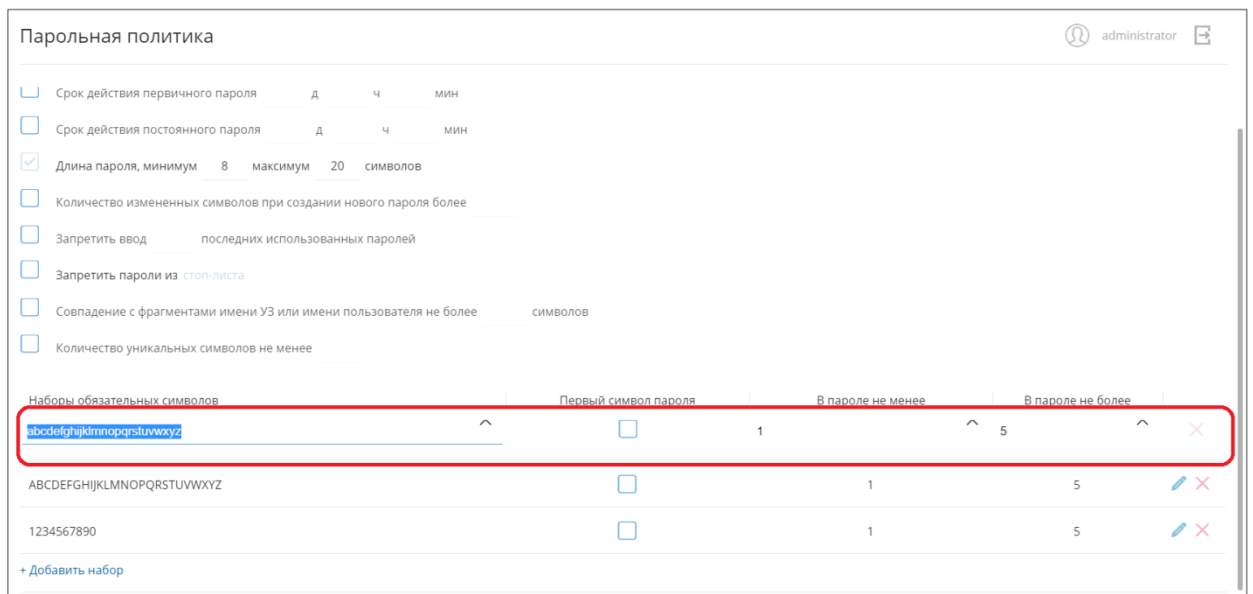 Парольная политика administrator
Срок действия первичного пароля д ч мин
Срок действия постоянного пароля д ч мин
Длина пароля, минимум 8 максимум 20 символов
Количество измененных символов при создании нового пароля более
Запретить ввод последних использованных паролей
Запретить пароли из стоп-листа
Совпадение с фрагментами имени УЗ или имени пользователя не более символов
Количество уникальных символов не менее
Наборы обязательных символов Первый символ пароля В пароле не менее В пароле не более
abcdefghijklmnopqrstuvwxyz 1 5
ABCDEFGHIJKLMNOPQRSTUVWXYZ 1 5
1234567890 1 5
+ Добавить набор